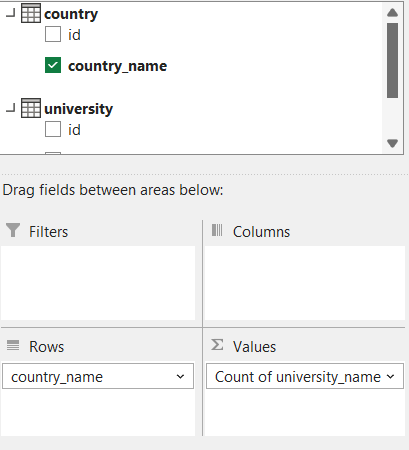 country
id
country_name
university
id
Drag fields between areas below:
Filters
Columns
Rows
Values
country_name
Count of university_name